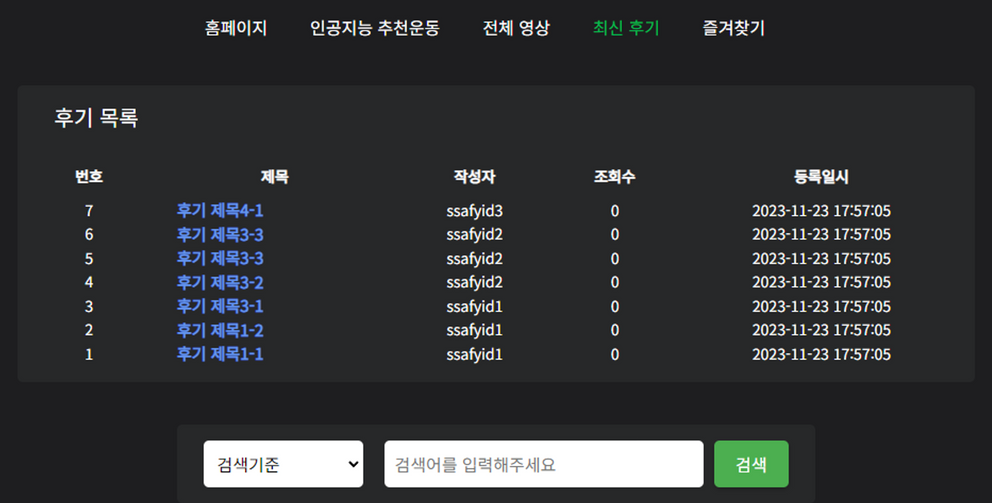 홈페이지 인공지능 추천운동 전체 영상 최신 후기 즐겨찾기
후기 목록
번호 제목 작성자 조회수 등록일시
7 후기 제목4-1 ssafyid3 0 2023-11-23 17:57:05
6 후기 제목3-3 ssafyid2 0 2023-11-23 17:57:05
5 후기 제목3-3 ssafyid2 0 2023-11-23 17:57:05
4 후기 제목3-2 ssafyid2 0 2023-11-23 17:57:05
3 후기 제목3-1 ssafyid1 0 2023-11-23 17:57:05
2 후기 제목1-2 ssafyid1 0 2023-11-23 17:57:05
1 후기 제목1-1 ssafyid1 0 2023-11-23 17:57:05
검색기준 검색어를 입력해주세요 검색